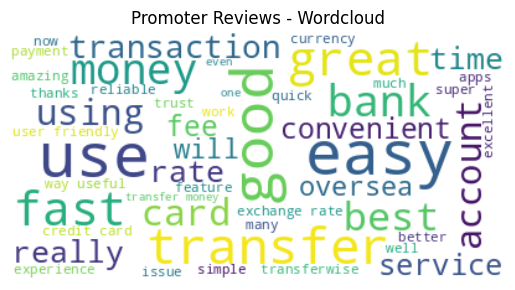 Promoter Reviews - Wordcloud
now
currency
payment
transaction
even
great
time
amazing
money
apps
thanks
reliable
one
quick
much
super
using
trust
work
bank
excellent
user friendly
fee
good
convenient
account
use
will
easy
rate
way useful
feature
oversea
fast
transfer money
card
exchange rate
best
credit card
many
better
really
transfer
well
service
experience
issue
simple
transferwise